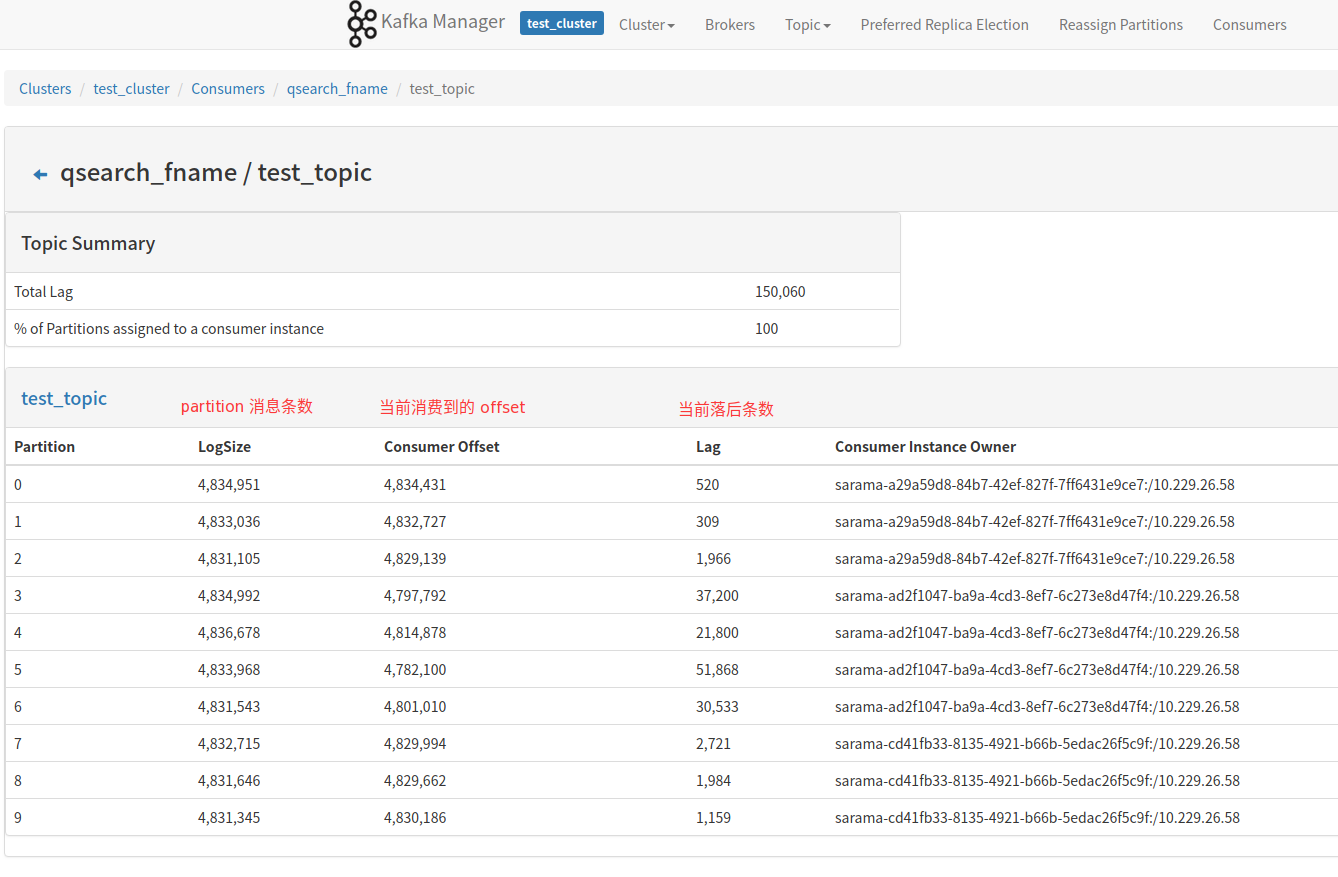 Kafka Manager test_cluster Cluster Brokers Topic Preferred Replica Election Reassign Partitions Consumers
Clusters / test_cluster / Consumers / qsearch_fname / test_topic
qsearch_fname / test_topic
Topic Summary
Total Lag 150,060
% of Partitions assigned to a consumer instance 100
test_topic partition 消息条数 当前消费到的 offset 当前落后条数
Partition LogSize Consumer Offset Lag Consumer Instance Owner
0 4,834,951 4,834,431 520 sarama-a29a59d8-84b7-42ef-827f-7ff6431e9ce7:/10.229.26.58
1 4,833,036 4,832,727 309 sarama-a29a59d8-84b7-42ef-827f-7ff6431e9ce7:/10.229.26.58
2 4,831,105 4,829,139 1,966 sarama-a29a59d8-84b7-42ef-827f-7ff6431e9ce7:/10.229.26.58
3 4,834,992 4,797,792 37,200 sarama-ad2f1047-ba9a-4cd3-8ef7-6c273e8d47f4:/10.229.26.58
4 4,836,678 4,814,878 21,800 sarama-ad2f1047-ba9a-4cd3-8ef7-6c273e8d47f4:/10.229.26.58
5 4,833,968 4,782,100 51,868 sarama-ad2f1047-ba9a-4cd3-8ef7-6c273e8d47f4:/10.229.26.58
6 4,831,543 4,801,010 30,533 sarama-ad2f1047-ba9a-4cd3-8ef7-6c273e8d47f4:/10.229.26.58
7 4,832,715 4,829,994 2,721 sarama-cd41fb33-8135-4921-b66b-5edac26f5c9f:/10.229.26.58
8 4,831,646 4,829,662 1,984 sarama-cd41fb33-8135-4921-b66b-5edac26f5c9f:/10.229.26.58
9 4,831,345 4,830,186 1,159 sarama-cd41fb33-8135-4921-b66b-5edac26f5c9f:/10.229.26.58